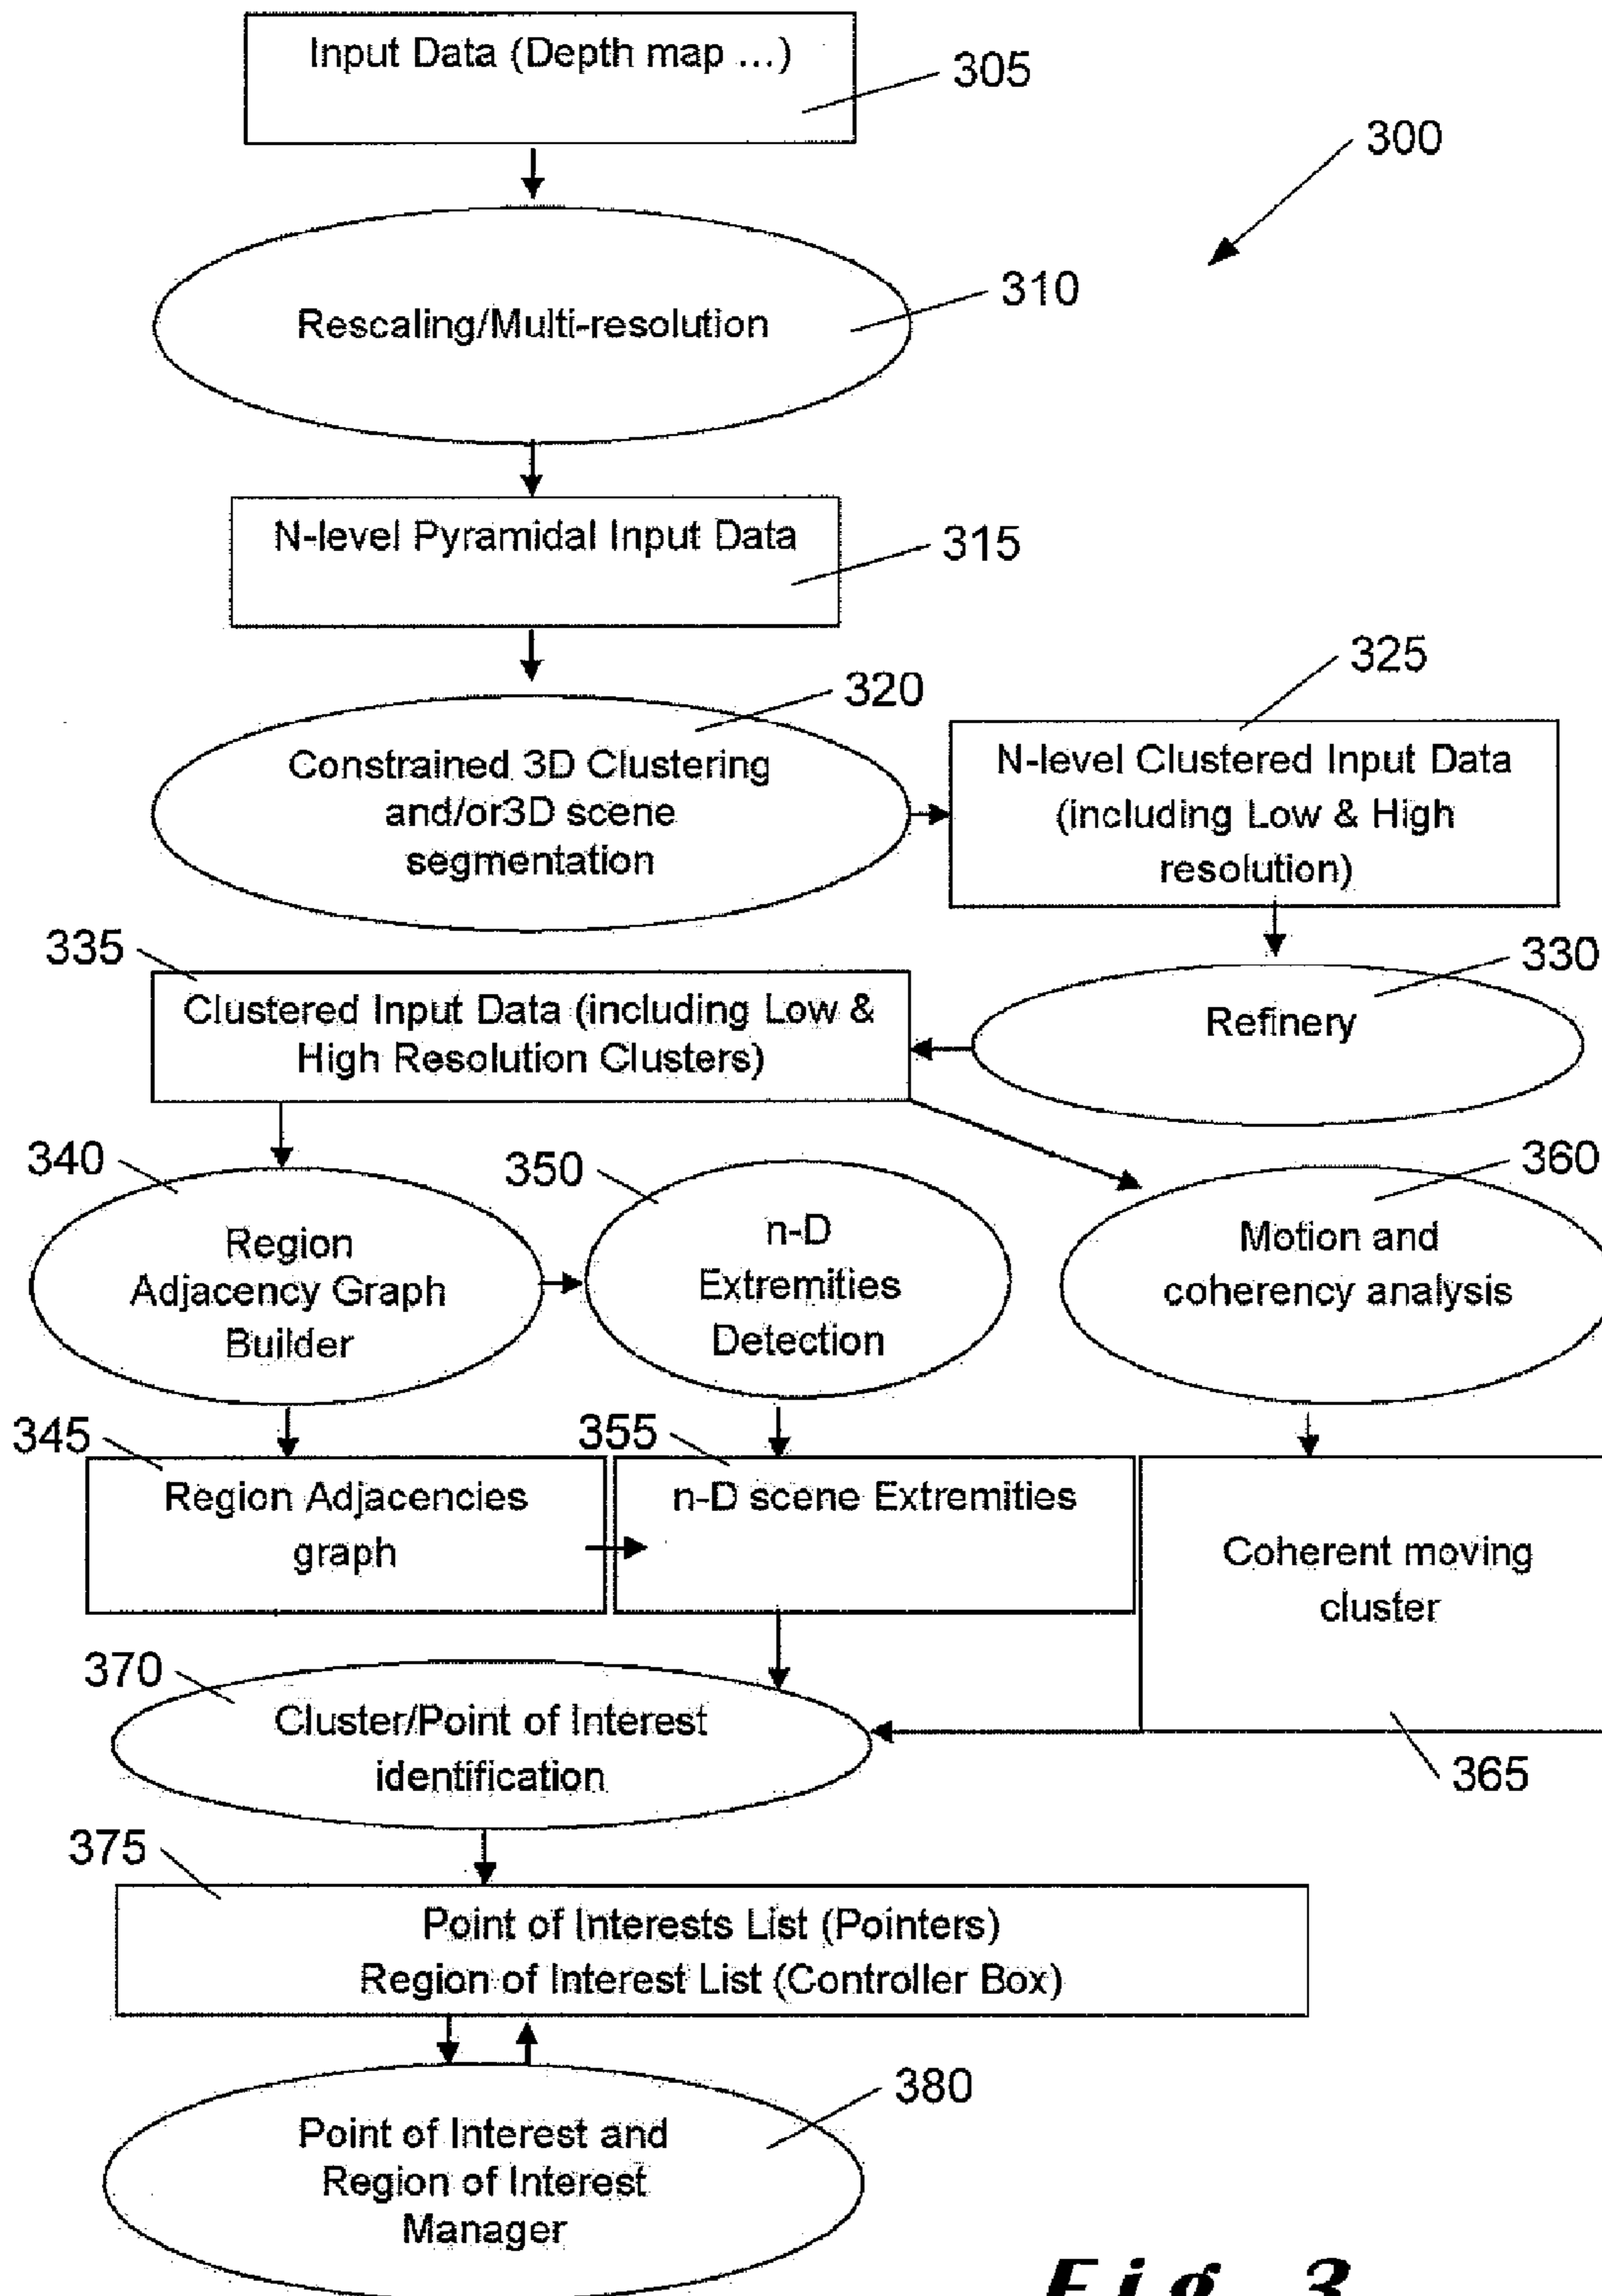 Input Data (Depth map ...)
305
300
310
Rescaling/Multi-resolution
N-level Pyramidal Input Data
315
325
320
Constrained 3D Clustering
and/or3D scene
segmentation
N-level Clustered Input Data
(including Low & High
resolution)
335
330
Clustered Input Data (including Low &
High Resolution Clusters)
Refinery
340
350
360
Region
Adjacency Graph
Builder
n-D
Extremities
Detection
Motion and
coherency analysis
345
355
Region Adjacencies
graph
n-D scene Extremities
Coherent moving
cluster
370
Cluster/Point of Interest
identification
365
375
Point of Interests List (Pointers)
Region of Interest List (Controller Box)
380
Point of Interest and
Region of Interest
Manager
Fig 3